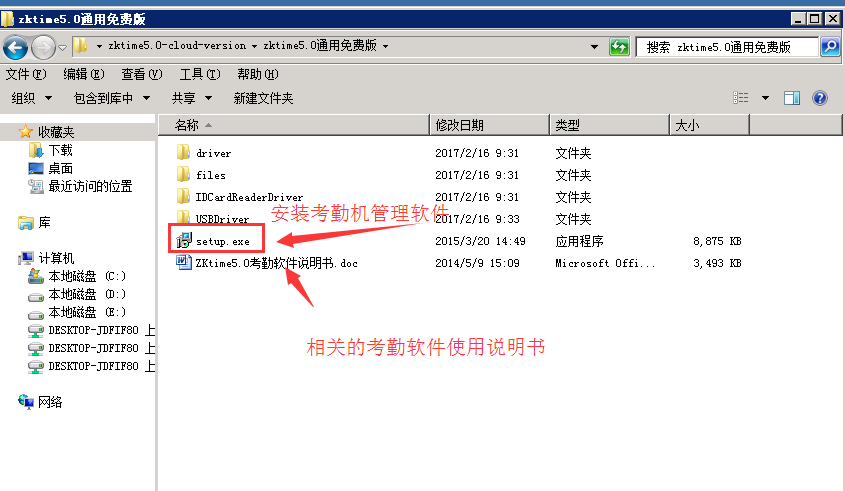 zktime5.0通用免费版
zktime5.0-cloud-version zktime5.0通用免费版 搜索 zktime5.0通用免费版
文件(F) 编辑(E) 查看(V) 工具(T) 帮助(H)
组织 包含到库中 共享 新建文件夹
名称 修改日期 类型 大小
收藏夹
下载
桌面
最近访问的位置
库
计算机
本地磁盘 (C:)
本地磁盘 (D:)
本地磁盘 (E:)
DESKTOP-JDFIF80 上
DESKTOP-JDFIF80 上
DESKTOP-JDFIF80 上
网络
driver 2017/2/16 9:31 文件夹
files 2017/2/16 9:31 文件夹
IDCardReaderDriver 2017/2/16 9:31 文件夹
USBDriver 2017/2/16 9:33 文件夹
安装考勤机管理软件
setup.exe 2015/3/20 14:49 应用程序 8,875 KB
ZKtime5.0考勤软件说明书.doc 2014/5/9 15:09 Microsoft Offi... 3,493 KB
相关的考勤软件使用说明书